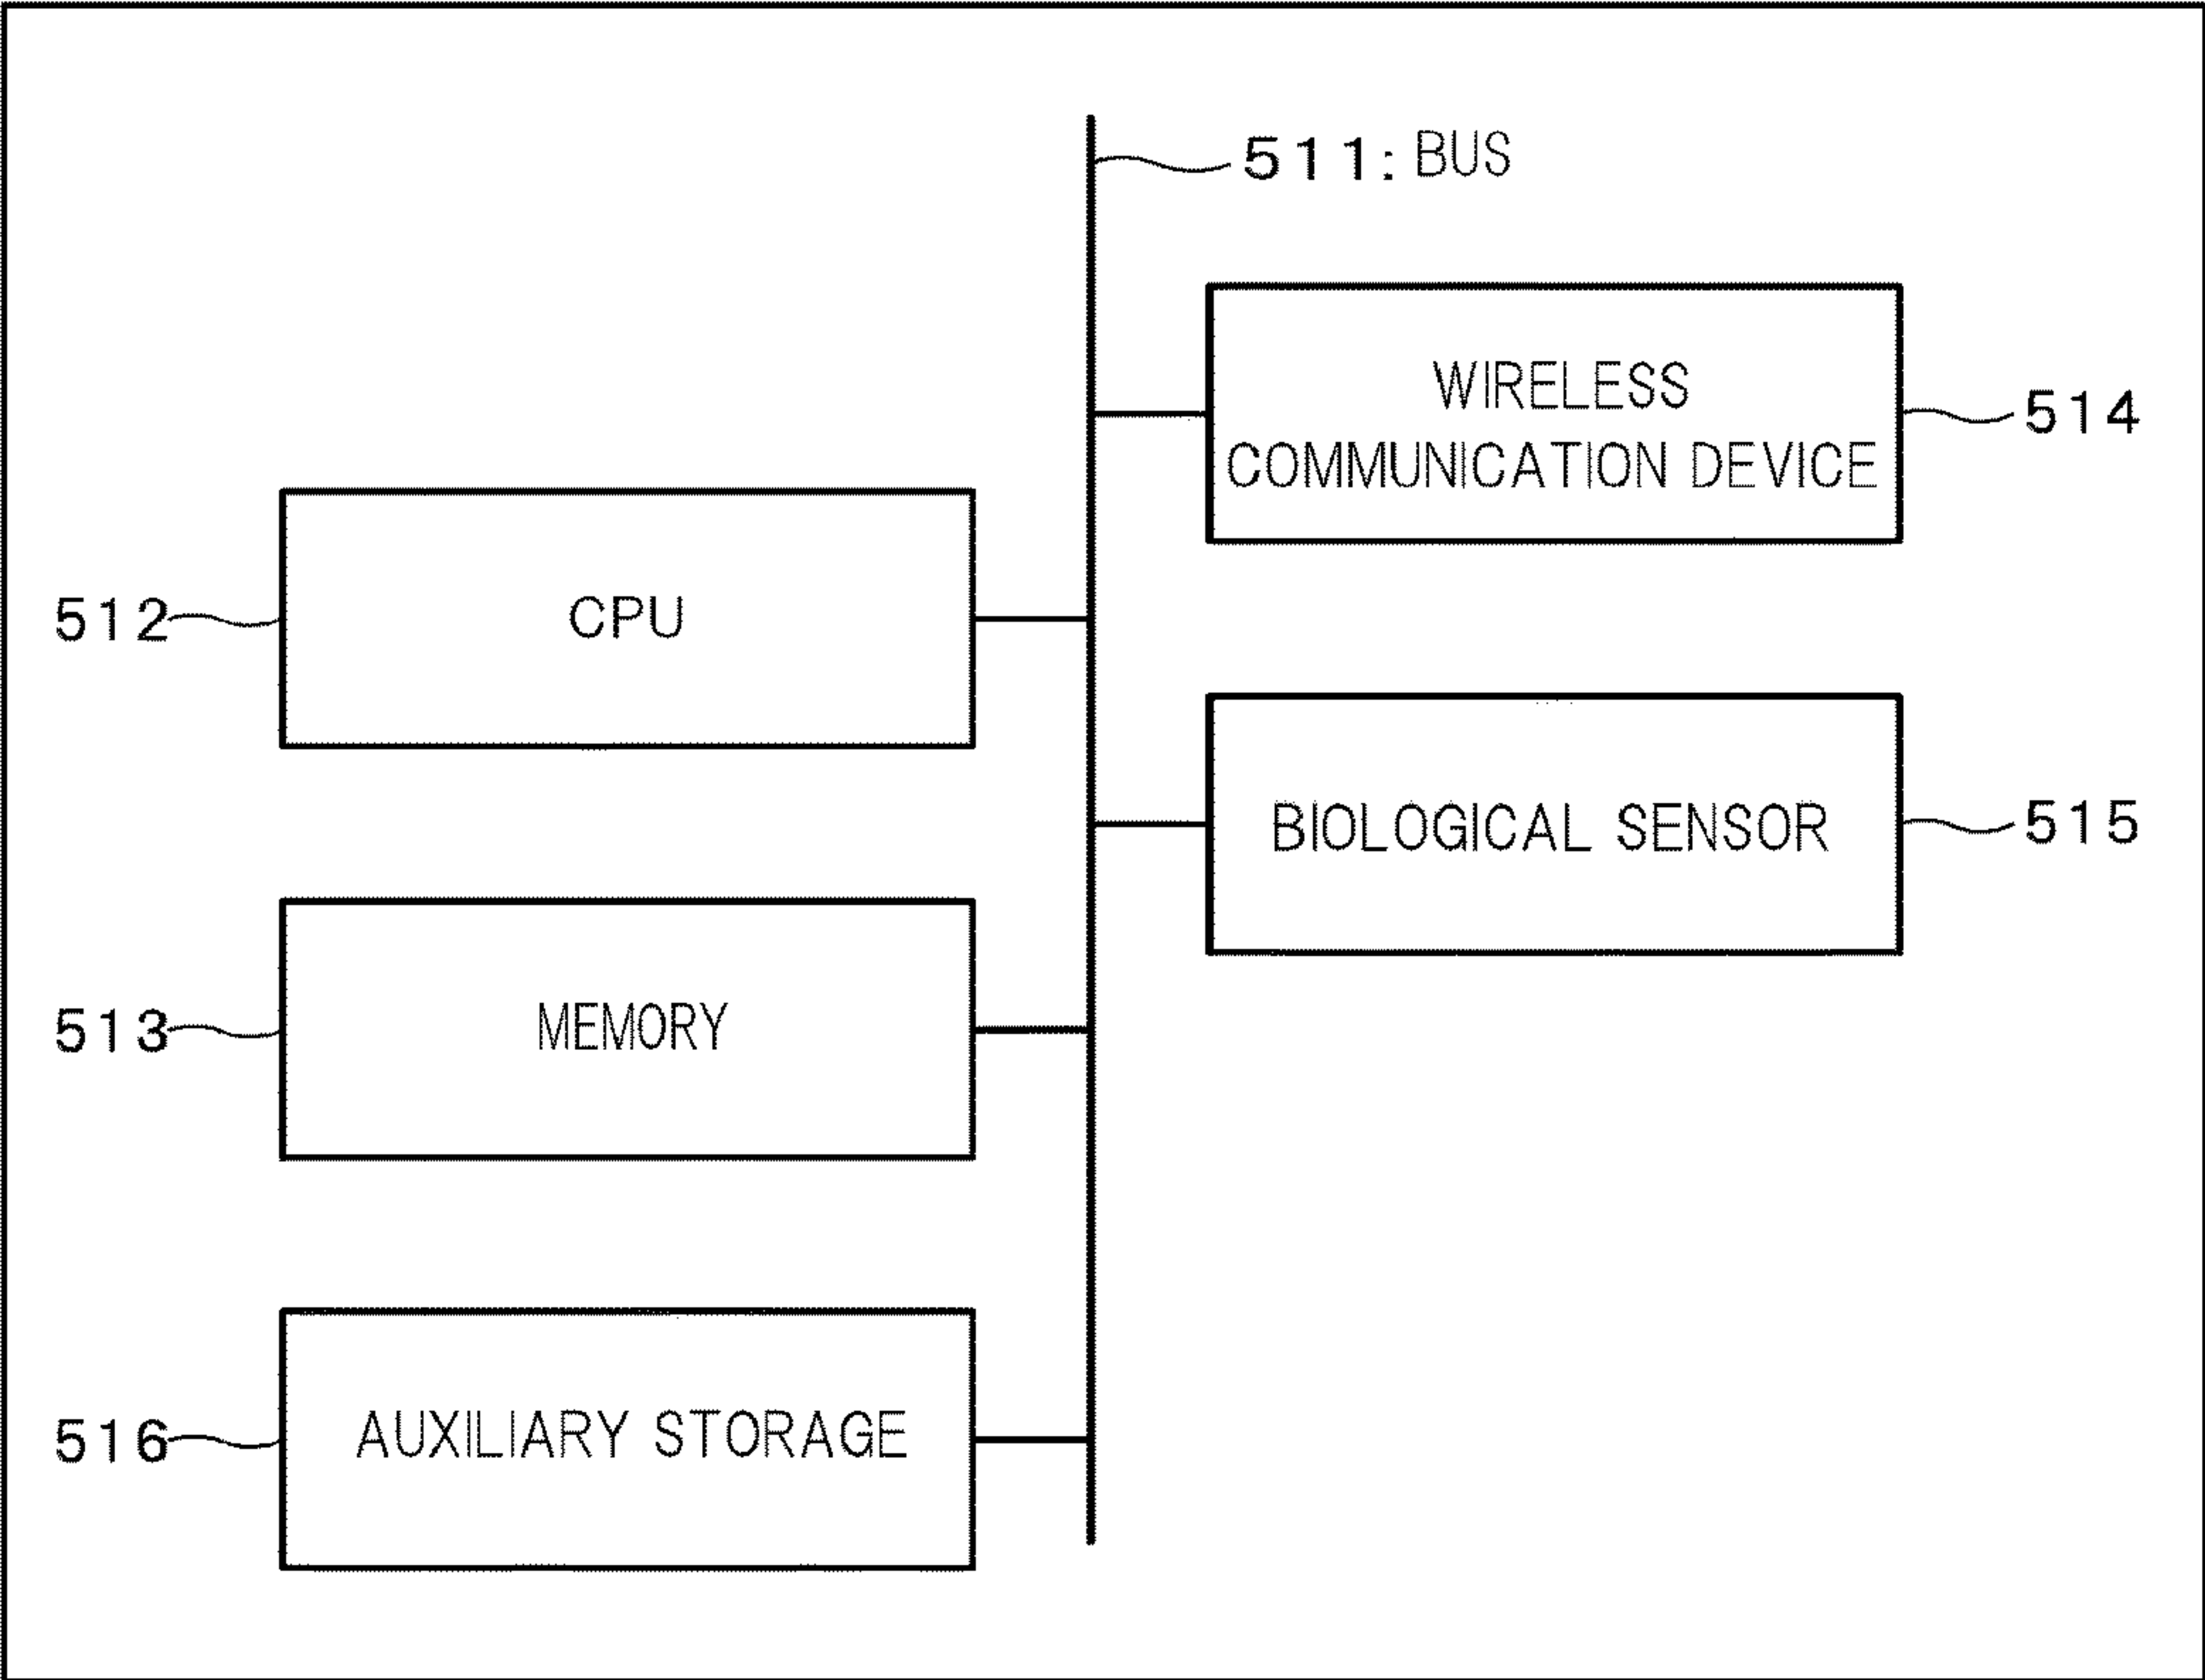 511: BUS
WIRELESS
COMMUNICATION DEVICE
514
512
CPU
BIOLOGICAL SENSOR
515
513
MEMORY
516
AUXILIARY STORAGE